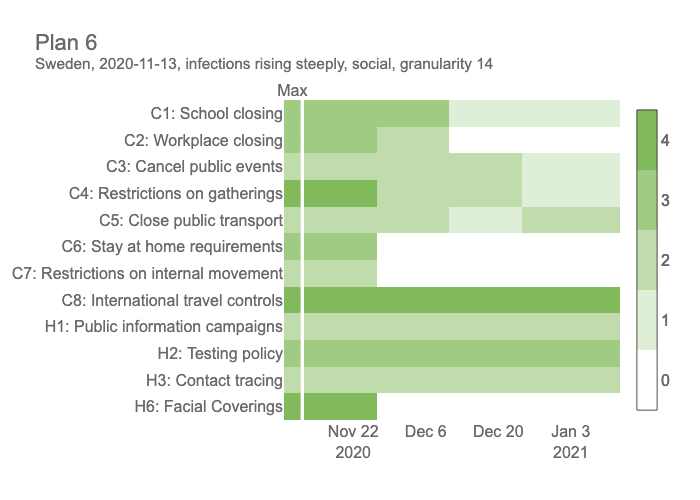 Plan 6
Sweden, 2020-11-13, infections rising steeply, social, granularity 14
Max
C1: School closing
C2: Workplace closing
C3: Cancel public events
C4: Restrictions on gatherings
C5: Close public transport
C6: Stay at home requirements
C7: Restrictions on internal movement
C8: International travel controls
H1: Public information campaigns
H2: Testing policy
H3: Contact tracing
H6: Facial Coverings
Nov 22 Dec 6 Dec 20 Jan 3
2020 2021
4
3
2
1
0